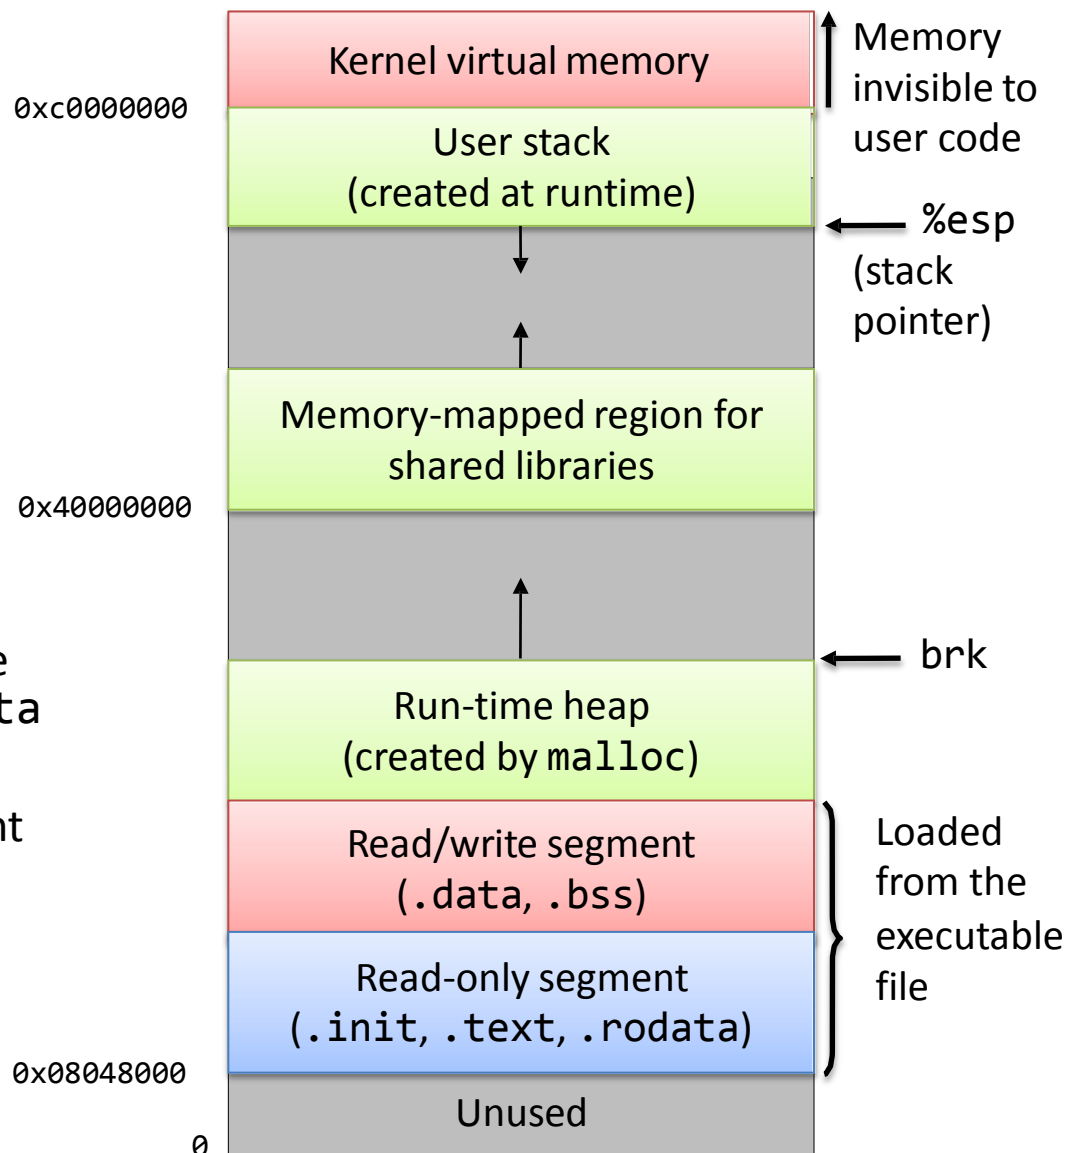 Kernel virtual memory
Memory
invisible to
user code
0xc0000000
User stack
(created at runtime)
%esp
(stack
pointer)
Memory-mapped region for
shared libraries
0x40000000
brk
Run-time heap
(created by malloc)
Read/write segment
(.data, .bss)
Loaded
from the
executable
file
Read-only segment
(.init, .text, .rodata)
0x08048000
Unused
0